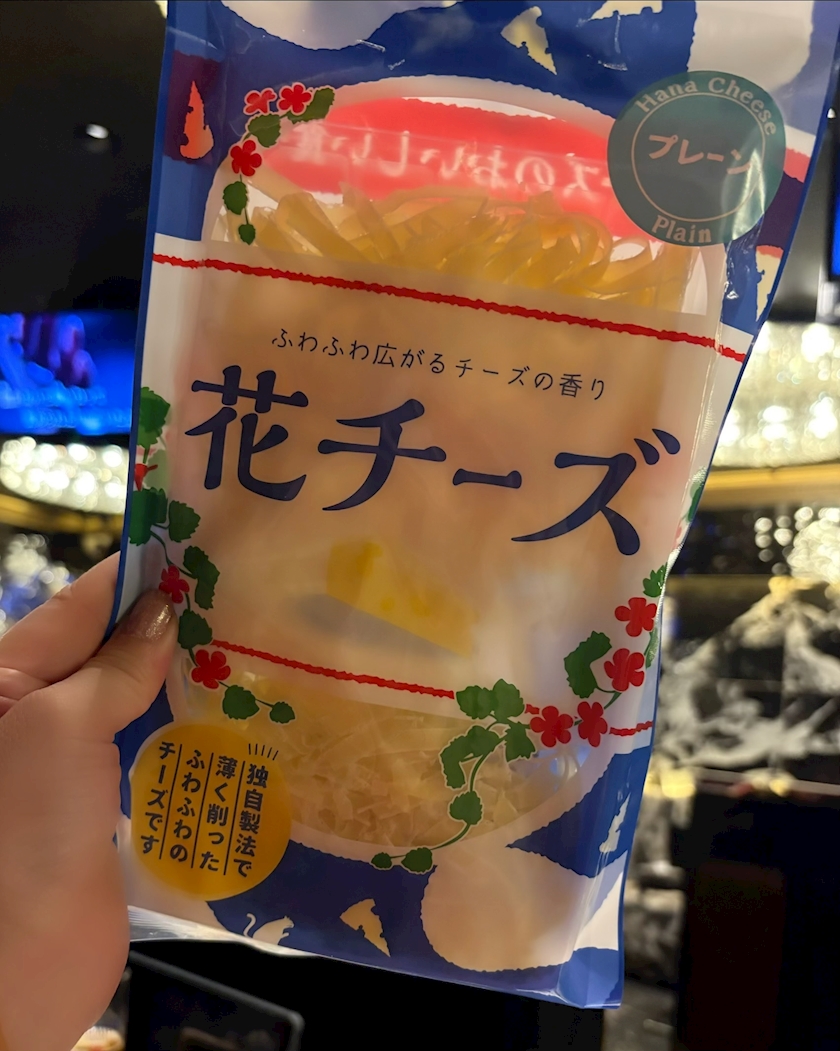 Hana Cheese
プレーン
Plain
ふわふわ広がるチーズの香り
花チーズ
独自製法で
薄く削った
ふわふわの
チーズです